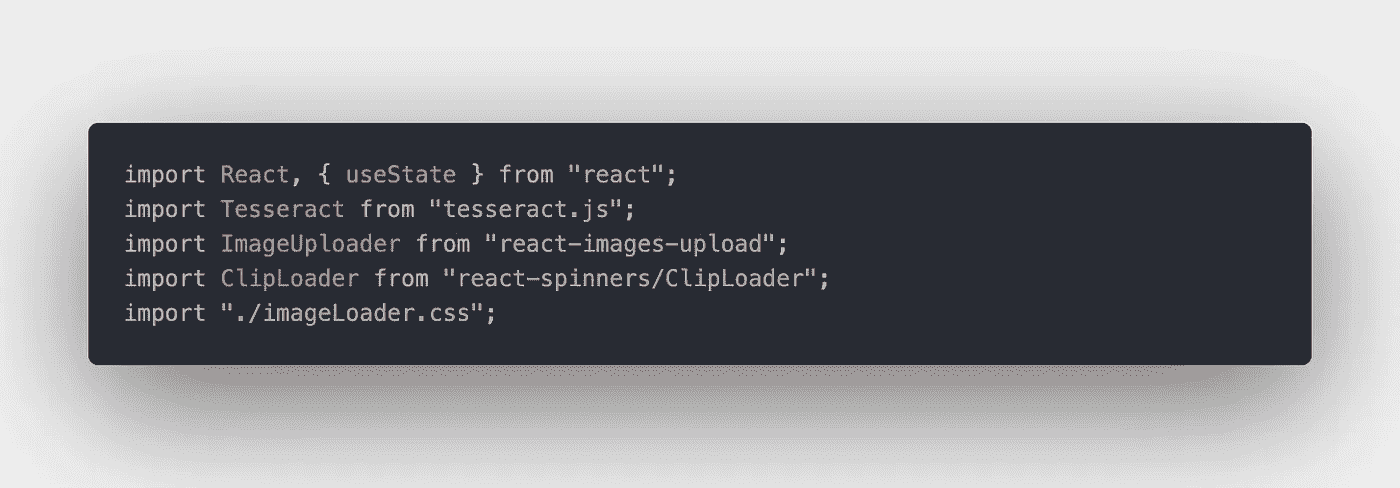 import React, { useState } from "react";
import Tesseract from "tesseract.js";
import ImageUploader from "react-images-upload";
import ClipLoader from "react-spinners/ClipLoader";
import "./imageLoader.css";